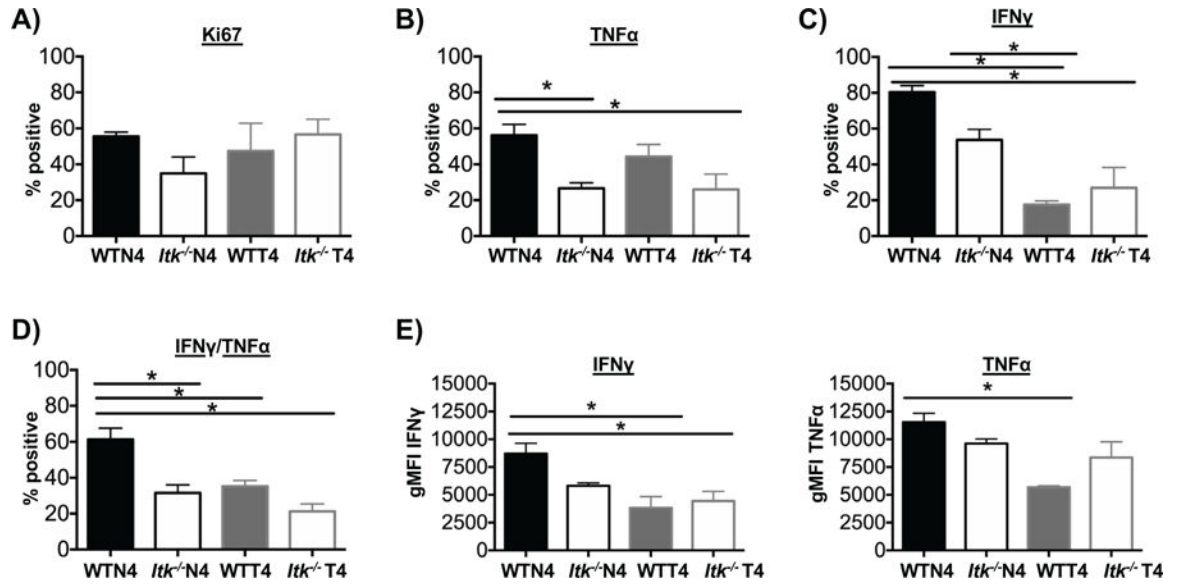 A)
Ki67
% positive
100
80
60
40
20
0
WTN4 Itk-/-N4 WTT4 Itk-/- T4
B)
TNFα
% positive
100
80
60
40
20
0
* *
WTN4 Itk-/-N4 WTT4 Itk-/- T4
C)
IFNγ
% positive
100
80
60
40
20
0
* * *
WTN4 Itk-/-N4 WTT4 Itk-/- T4
D)
IFNγ/TNFα
% positive
100
80
60
40
20
0
* * *
WTN4 Itk-/-N4 WTT4 Itk-/- T4
E)
IFNγ
gMFI IFNγ
15000
12500
10000
7500
5000
2500
0
* *
WTN4 Itk-/-N4 WTT4 Itk-/- T4
TNFα
gMFI TNFα
15000
12500
10000
7500
5000
2500
0
*
WTN4 Itk-/-N4 WTT4 Itk-/- T4